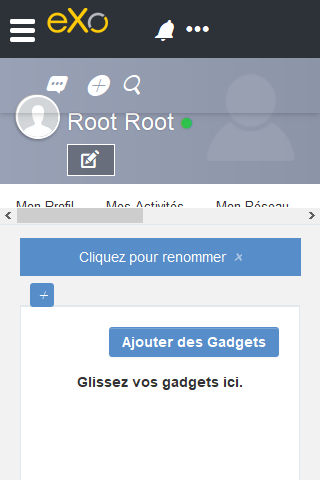 eXo
Root Root
Mon Profil Mes Activités Mon Réseau
Cliquez pour renommer ×
Ajouter des Gadgets
Glissez vos gadgets ici.